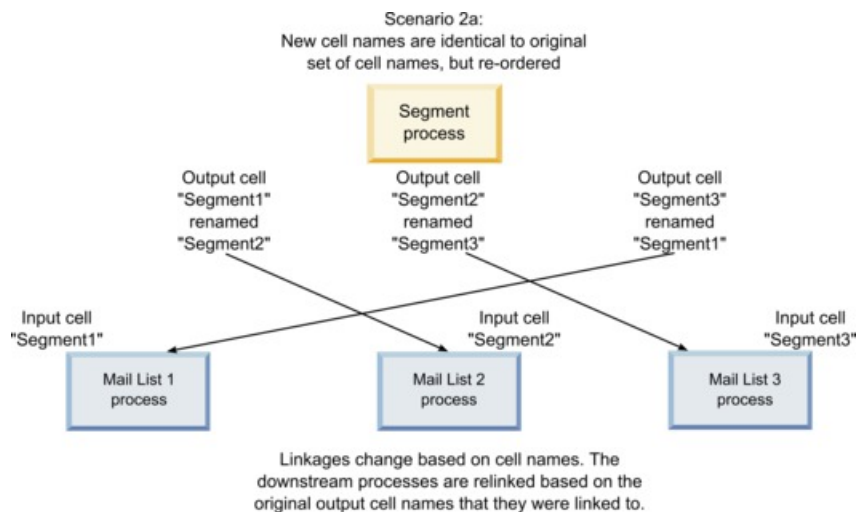 Scenario 2a:
New cell names are identical to original
set of cell names, but re-ordered
Segment
process
Output cell
"Segment1"
renamed
"Segment2"
Output cell
"Segment2"
renamed
"Segment3"
Output cell
"Segment3"
renamed
"Segment1"
Input cell
"Segment1"
Input cell
"Segment2"
Input cell
"Segment3"
Mail List 1
process
Mail List 2
process
Mail List 3
process
Linkages change based on cell names. The
downstream processes are relinked based on the
original output cell names that they were linked to.